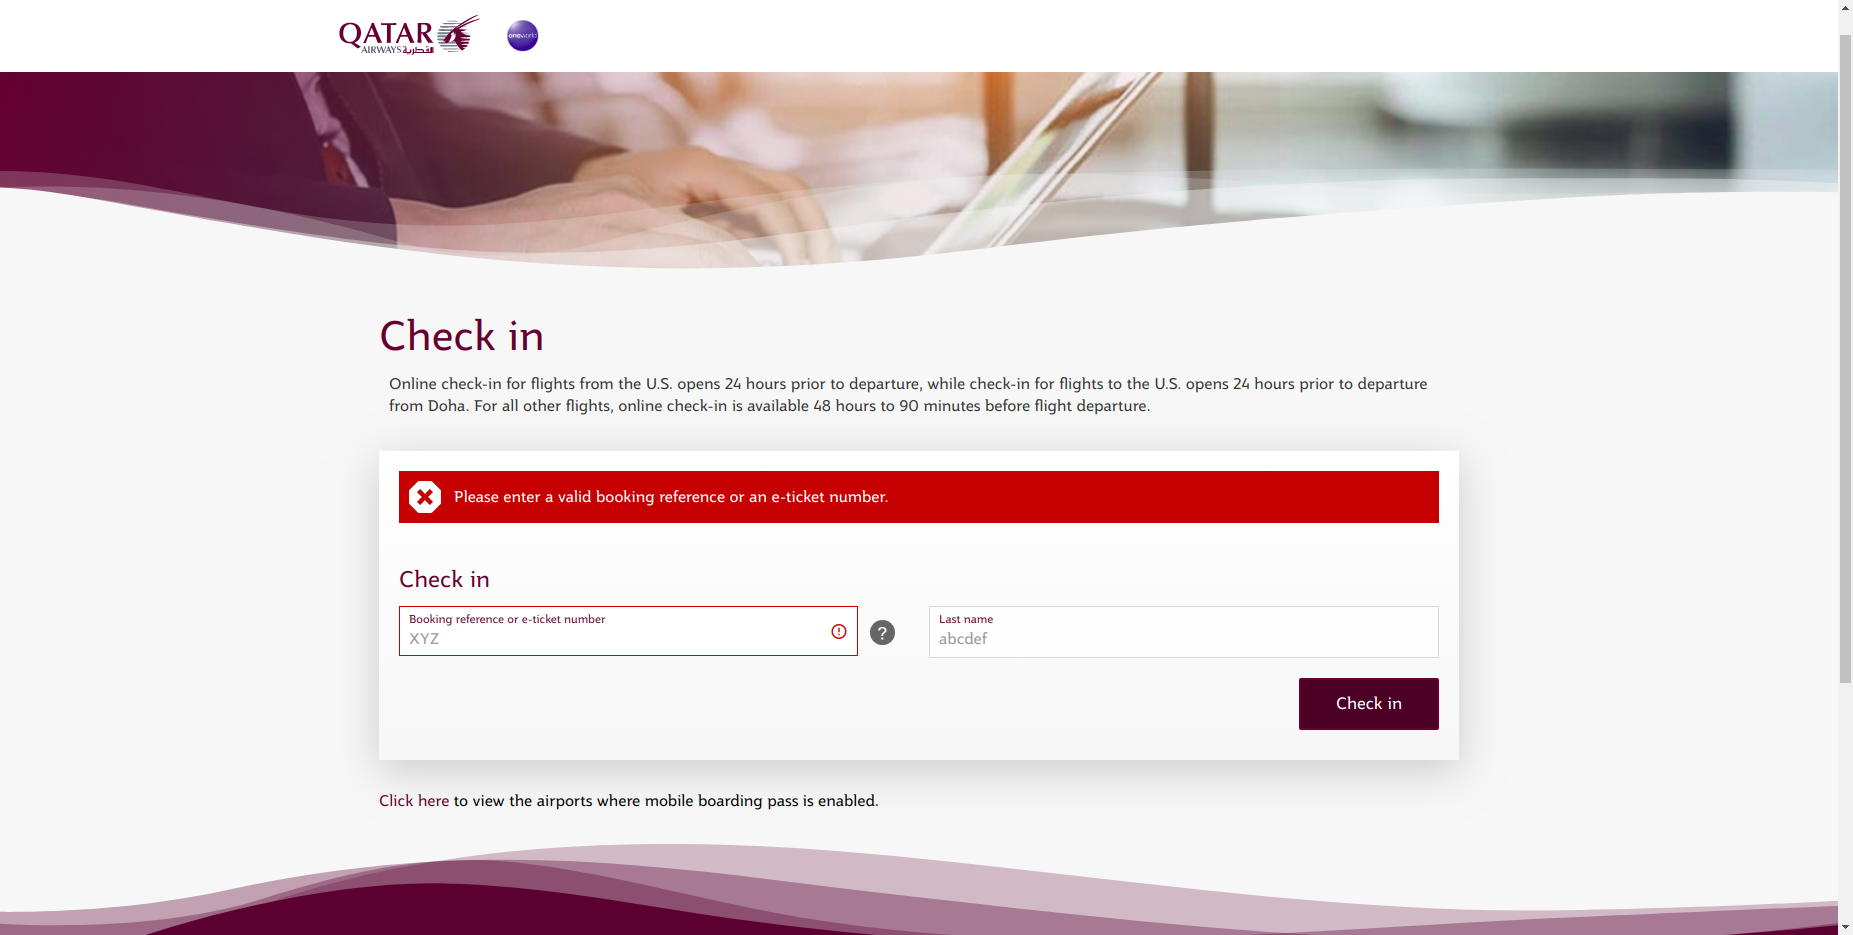 QATAR
AIRWAYS القطرية
oneworld
Check in
Online check-in for flights from the U.S. opens 24 hours prior to departure, while check-in for flights to the U.S. opens 24 hours prior to departure
from Doha. For all other flights, online check-in is available 48 hours to 90 minutes before flight departure.
Please enter a valid booking reference or an e-ticket number.
Check in
Booking reference or e-ticket number
XYZ
?
Last name
abcdef
Check in
Click here to view the airports where mobile boarding pass is enabled.